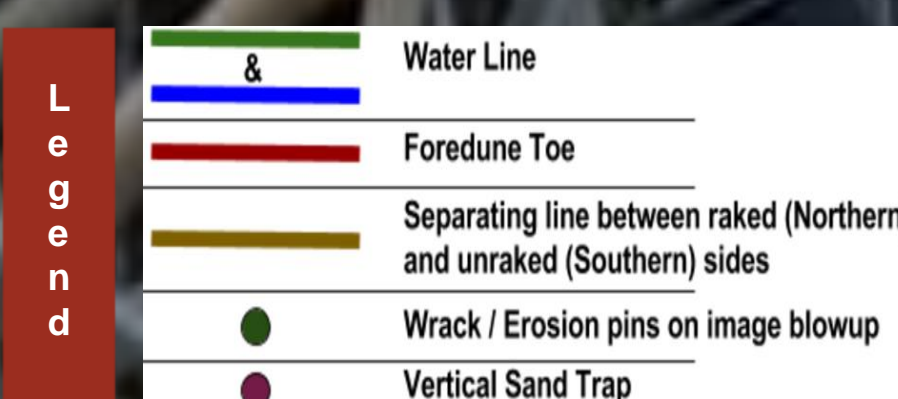 Legend
&
Water Line
Foredune Toe
Separating line between raked (Northern
and unraked (Southern) sides
Wrack / Erosion pins on image blowup
Vertical Sand Trap